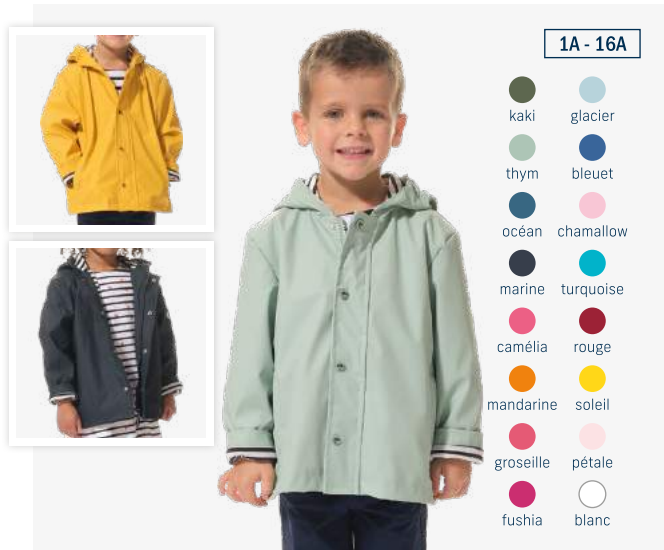 1A - 16A
kaki glacier
thym bleuet
océan chamallow
marine turquoise
camélia rouge
mandarine soleil
groseille pétale
fushia blanc